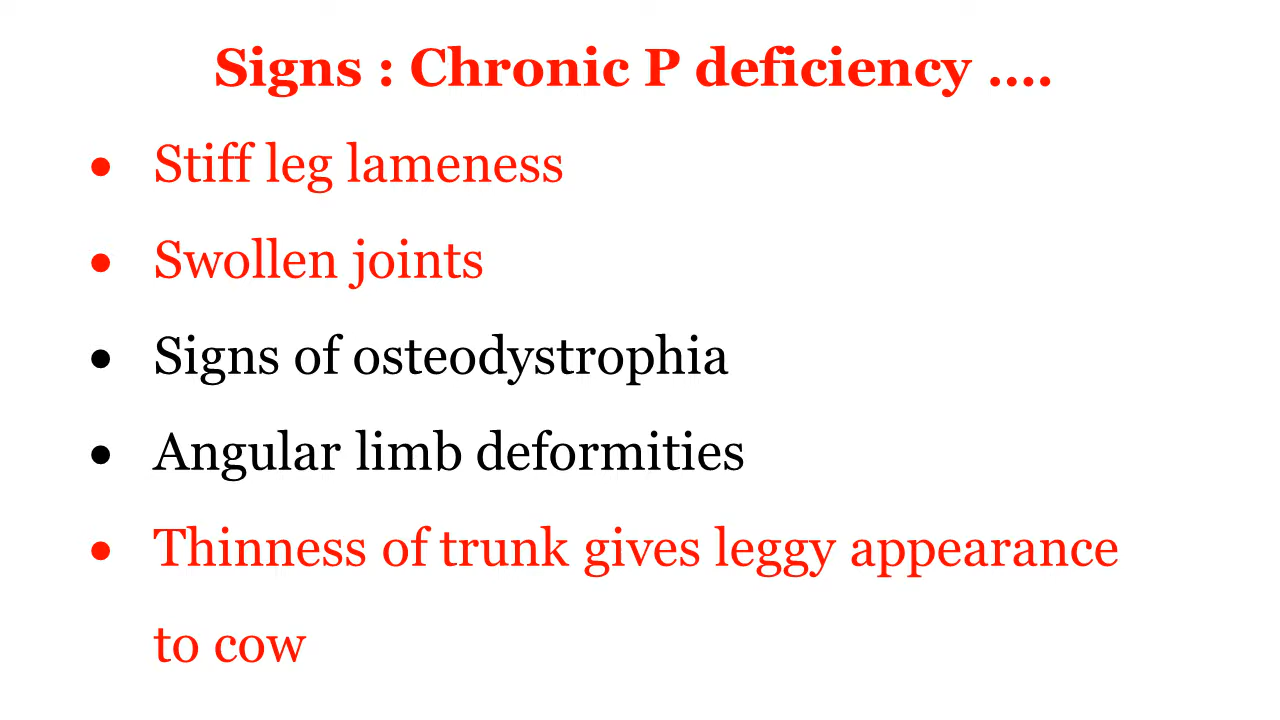 Signs : Chronic P deficiency ....
● Stiff leg lameness
● Swollen joints
● Signs of osteodystrophia
● Angular limb deformities
● Thinness of trunk gives leggy appearance
to cow